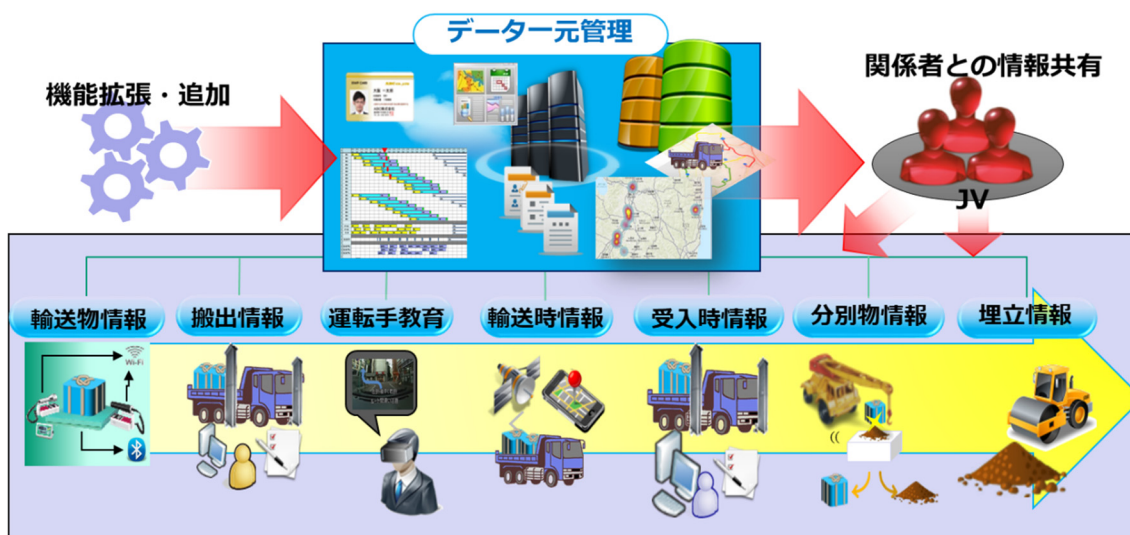 データー元管理
機能拡張・追加
関係者との情報共有
JV
輸送物情報
搬出情報
運転手教育
輸送時情報
受入時情報
分別物情報
埋立情報
Wi-Fi